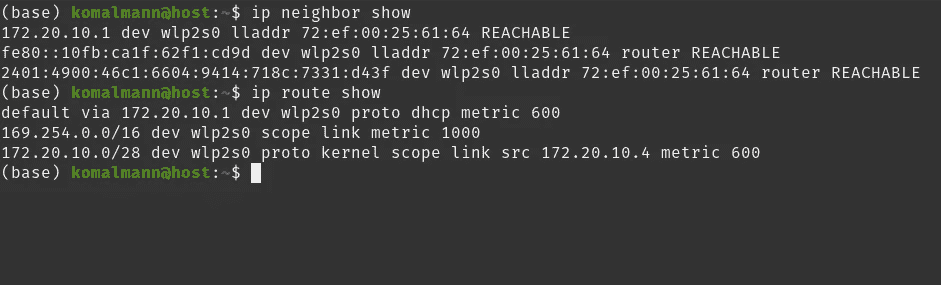 (base) komalmann@host:~$ ip neighbor show
172.20.10.1 dev wlp2s0 lladdr 72:ef:00:25:61:64 REACHABLE
fe80::10fb:ca1f:62f1:cd9d dev wlp2s0 lladdr 72:ef:00:25:61:64 router REACHABLE
2401:4900:46c1:6604:9414:718c:7331:d43f dev wlp2s0 lladdr 72:ef:00:25:61:64 router REACHABLE
(base) komalmann@host:~$ ip route show
default via 172.20.10.1 dev wlp2s0 proto dhcp metric 600
169.254.0.0/16 dev wlp2s0 scope link metric 1000
172.20.10.0/28 dev wlp2s0 proto kernel scope link src 172.20.10.4 metric 600
(base) komalmann@host:~$